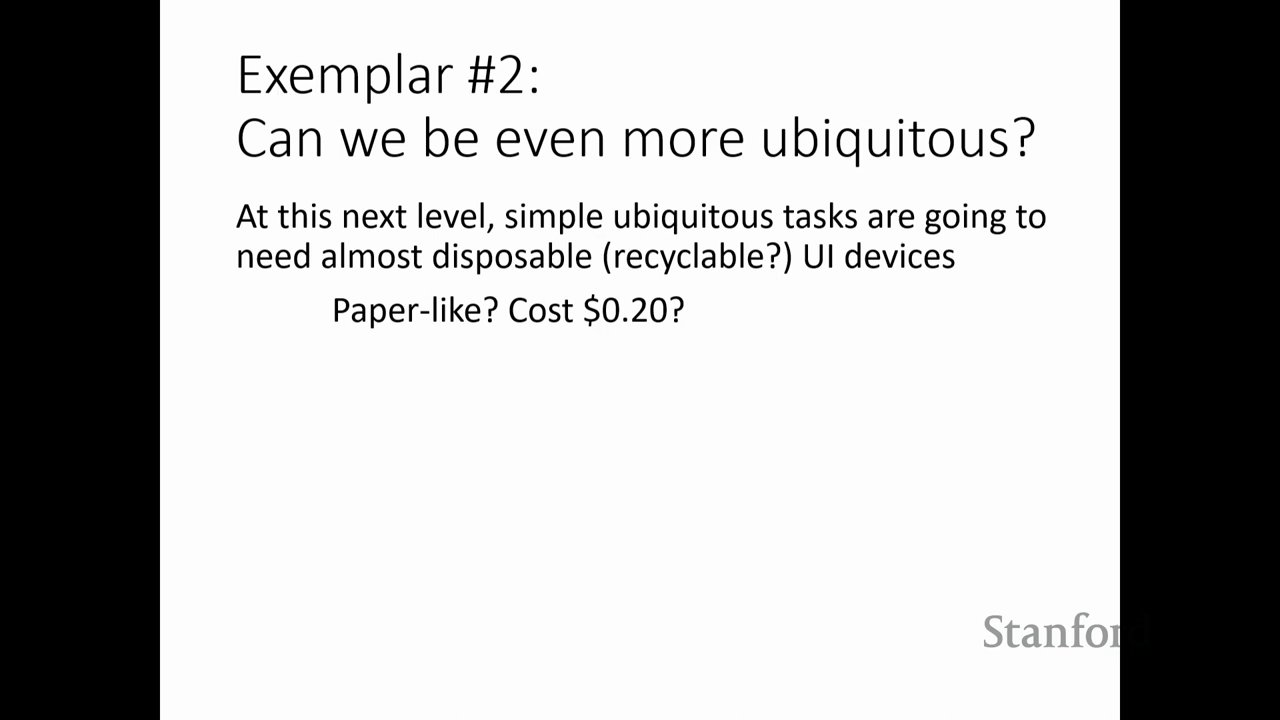 Exemplar #2:
Can we be even more ubiquitous?
At this next level, simple ubiquitous tasks are going to
need almost disposable (recyclable?) UI devices
Paper-like? Cost $0.20?
Stanford